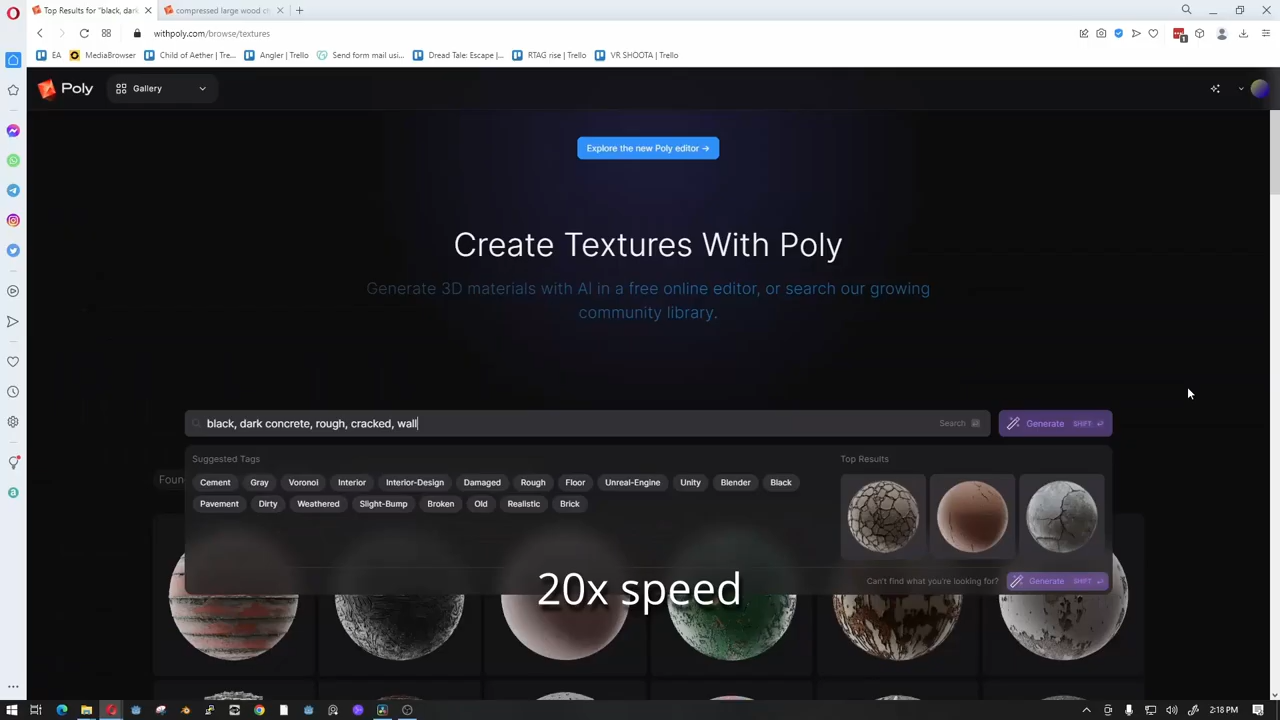 Top Results for "black, dar
compressed large wood ch
withpoly.com/browse/textures
EA
MediaBrowser
Child of Aether | (Tre...
Angler | Trello
Send form mail usi...
Dread Tale: Escape |...
RTAG rise | Trello
VR SHOOTA | Trello
Poly
Gallery
Explore the new Poly editor →
Create Textures With Poly
Generate 3D materials with AI in a free online editor, or search our growing
community library.
black, dark concrete, rough, cracked, wall
Search
Generate SHIFT
Suggested Tags
Top Results
Cement Gray Voronoi Interior Interior-Design Damaged Rough Floor Unreal-Engine Unity Blender Black
Pavement Dirty Weathered Slight-Bump Broken Old Realistic Brick
Foun
Can't find what you're looking for?
Generate SHIFT
20x speed
2:18 PM